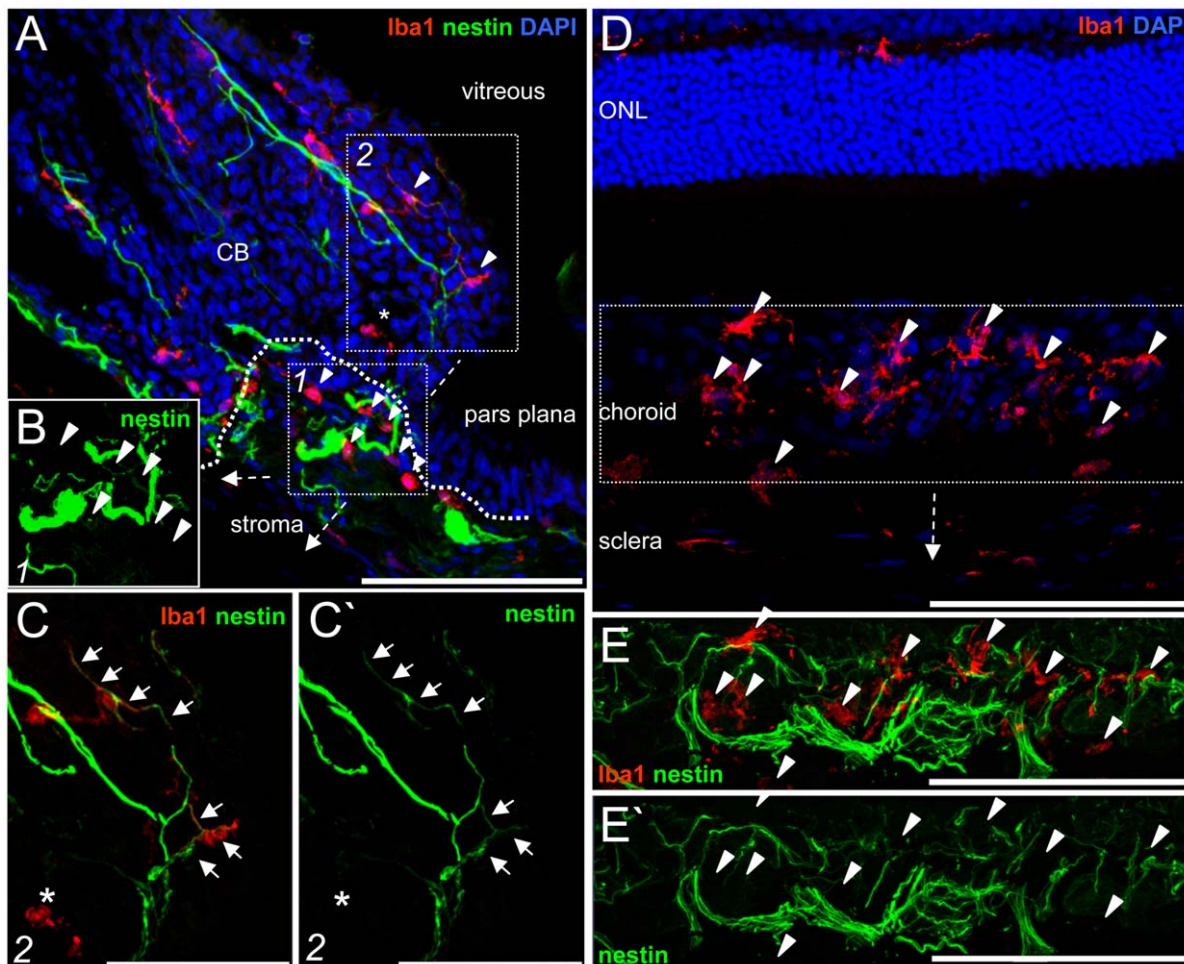 A
Iba1 nestin DAPI
vitreous
2
CB
*
1
pars plana
stroma
B
nestin
1
C
Iba1 nestin
*
2
C`
nestin
*
2
D
Iba1 DAP
ONL
choroid
sclera
E
Iba1 nestin
E`
nestin